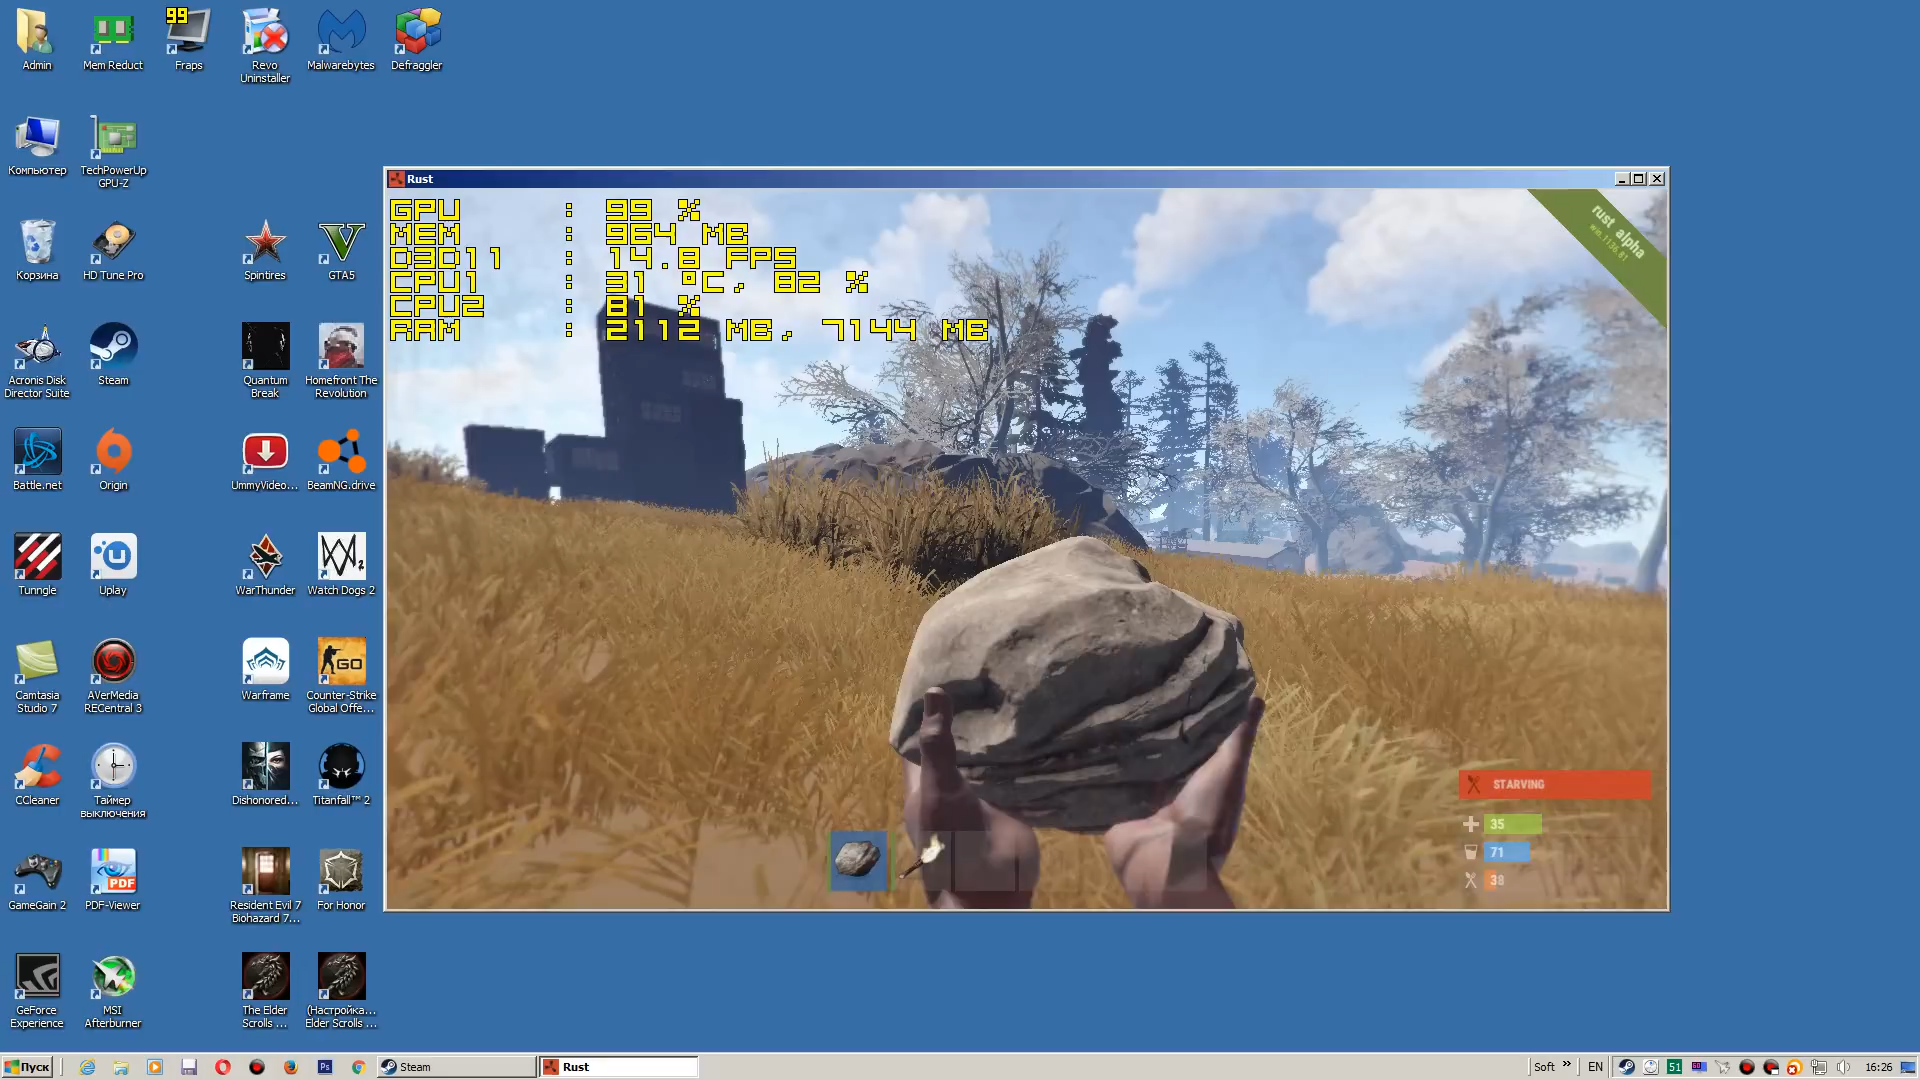 99
Admin
Mem Reduct
Fraps
Revo
Uninstaller
Malwarebytes
Defraggler
Компьютер
TechPowerUp
GPU-Z
Корзина
HD Tune Pro
Spintires
GTA5
Acronis Disk
Director Suite
Steam
Quantum
Break
Homefront The
Revolution
Battle.net
Origin
UmmyVideo...
BeamNG.drive
Tunngle
Uplay
WarThunder
Watch Dogs 2
Camtasia
Studio 7
AVerMedia
RECentral 3
Warframe
GO
Counter-Strike
Global Offe...
CCleaner
Таймер
выключения
Dishonored...
Titanfall™ 2
GameGain 2
PDF
PDF-Viewer
Resident Evil 7
Biohazard 7...
For Honor
GeForce
Experience
MSI
Afterburner
The Elder
Scrolls ...
(Настройка...
Elder Scrolls ...
Rust
GPU : 99 %
MEM : 964 MB
D3D11 : 14.8 FPS
CPU1 : 31 °C, 82 %
CPU2 : 81 %
RAM : 2112 MB, 7144 MB
rust alpha
STARVING
35
71
38
Пуск
Ps
Steam
Rust
Soft »
EN
51
16:26